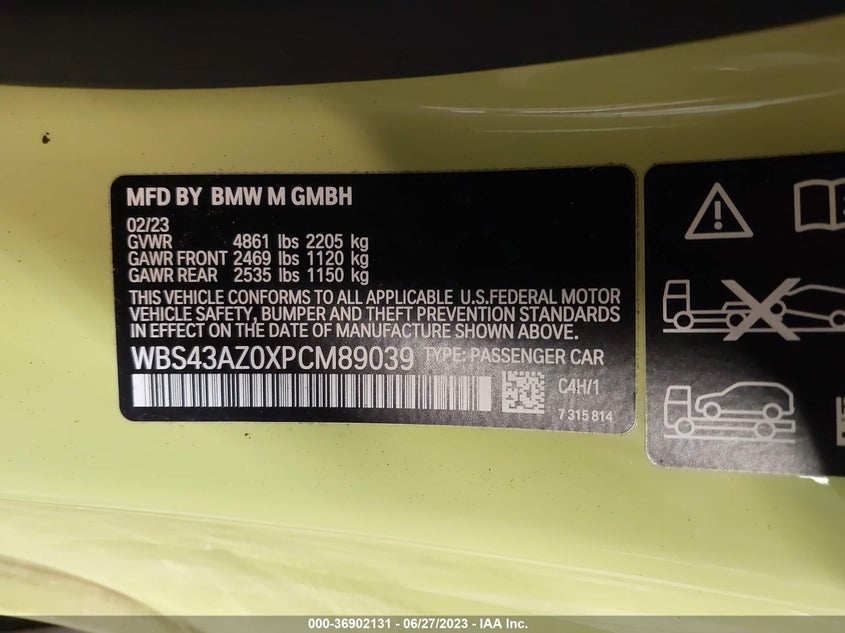 MFD BY BMW M GMBH
02/23
GVWR 4861 lbs 2205 kg
GAWR FRONT 2469 lbs 1120 kg
GAWR REAR 2535 lbs 1150 kg
THIS VEHICLE CONFORMS TO ALL APPLICABLE U.S.FEDERAL MOTOR
VEHICLE SAFETY, BUMPER AND THEFT PREVENTION STANDARDS
IN EFFECT ON THE DATE OF MANUFACTURE SHOWN ABOVE.
WBS43AZ0XPCM89039 TYPE: PASSENGER CAR
C4H/1
7 315 814
000-36902131 - 06/27/2023 - IAA Inc.